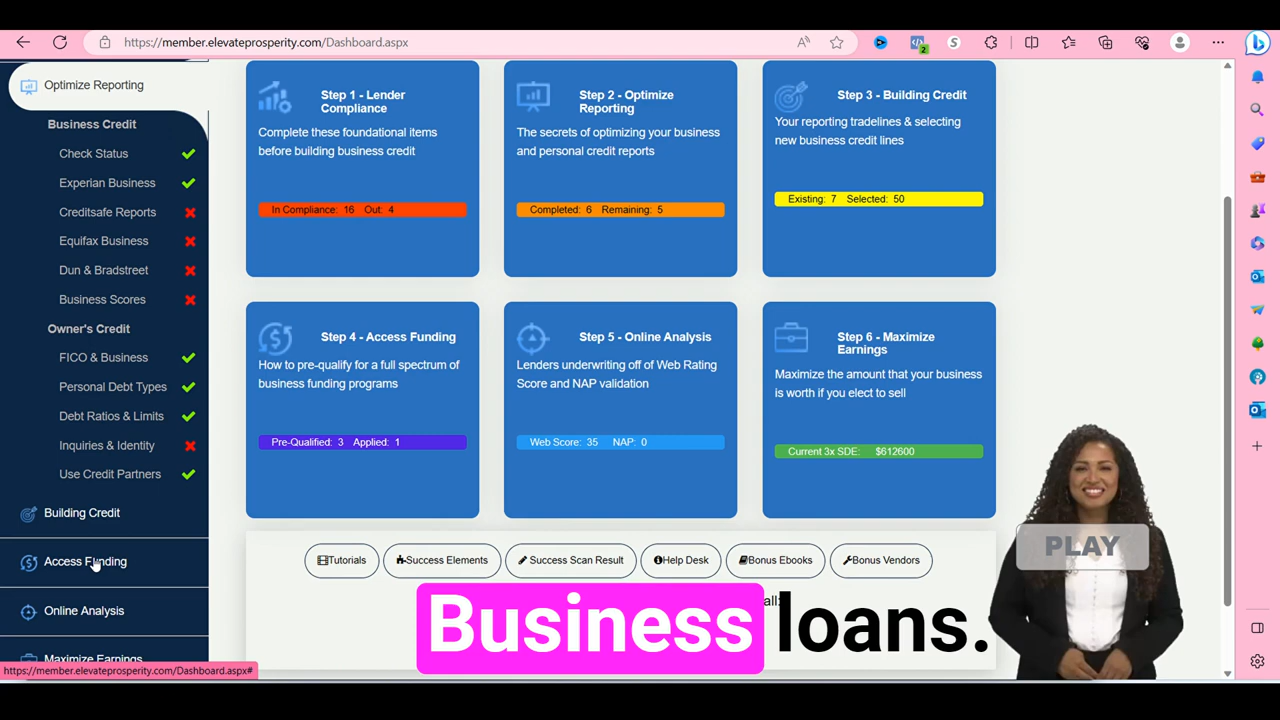 https://member.elevateprosperity.com/Dashboard.aspx
2
Optimize Reporting
Business Credit
Check Status
Experian Business
Creditsafe Reports
Equifax Business
Dun & Bradstreet
Business Scores
Owner's Credit
FICO & Business
Personal Debt Types
Debt Ratios & Limits
Inquiries & Identity
Use Credit Partners
Building Credit
Access Funding
Online Analysis
Maximize Earnings
https://member.elevateprosperity.com/Dashboard.aspx#
Step 1 - Lender
Compliance
Complete these foundational items
before building business credit
In Compliance: 16 Out: 4
Step 2 - Optimize
Reporting
The secrets of optimizing your business
and personal credit reports
Completed: 6 Remaining: 5
Step 3 - Building Credit
Your reporting tradelines & selecting
new business credit lines
Existing: 7 Selected: 50
Step 4 - Access Funding
How to pre-qualify for a full spectrum of
business funding programs
Pre-Qualified: 3 Applied: 1
Step 5 - Online Analysis
Lenders underwriting off of Web Rating
Score and NAP validation
Web Score: 35 NAP: 0
Step 6 - Maximize
Earnings
Maximize the amount that your business
is worth if you elect to sell
Current 3x SDE: $612600
Tutorials
Success Elements
Success Scan Result
Help Desk
Bonus Ebooks
Bonus Vendors
PLAY
Business loans.